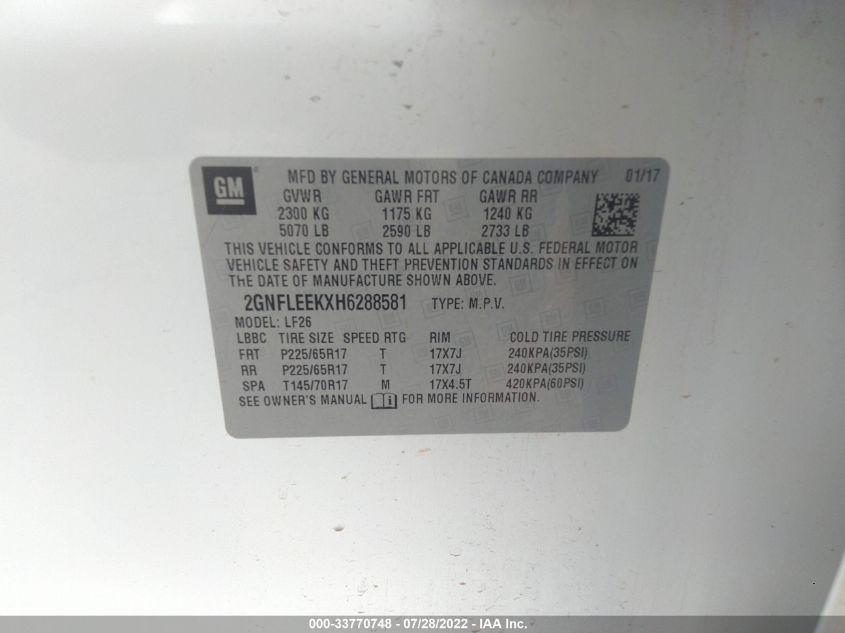 GM
MFD BY GENERAL MOTORS OF CANADA COMPANY 01/17
GVWR GAWR FRT GAWR RR
2300 KG 1175 KG 1240 KG
5070 LB 2590 LB 2733 LB
THIS VEHICLE CONFORMS TO ALL APPLICABLE U.S. FEDERAL MOTOR
VEHICLE SAFETY AND THEFT PREVENTION STANDARDS IN EFFECT ON
THE DATE OF MANUFACTURE SHOWN ABOVE.
2GNFLEEKXH6288581 TYPE: M.P.V.
MODEL: LF26
LBBC TIRE SIZE SPEED RTG RIM COLD TIRE PRESSURE
FRT P225/65R17 T 17X7J 240KPA(35PSI)
RR P225/65R17 T 17X7J 240KPA(35PSI)
SPA T145/70R17 M 17X4.5T 420KPA(60PSI)
SEE OWNER'S MANUAL i FOR MORE INFORMATION.
000-33770748 - 07/28/2022 - IAA Inc.